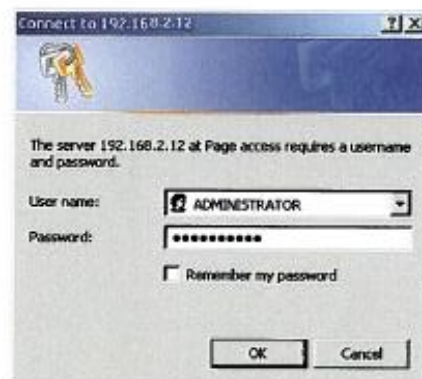 Connect to 192.168.2.12
The server 192.168.2.12 at Page access requires a username
and password.
User name:
ADMINISTRATOR
Password:
••••••••••
Remember my password
OK
Cancel